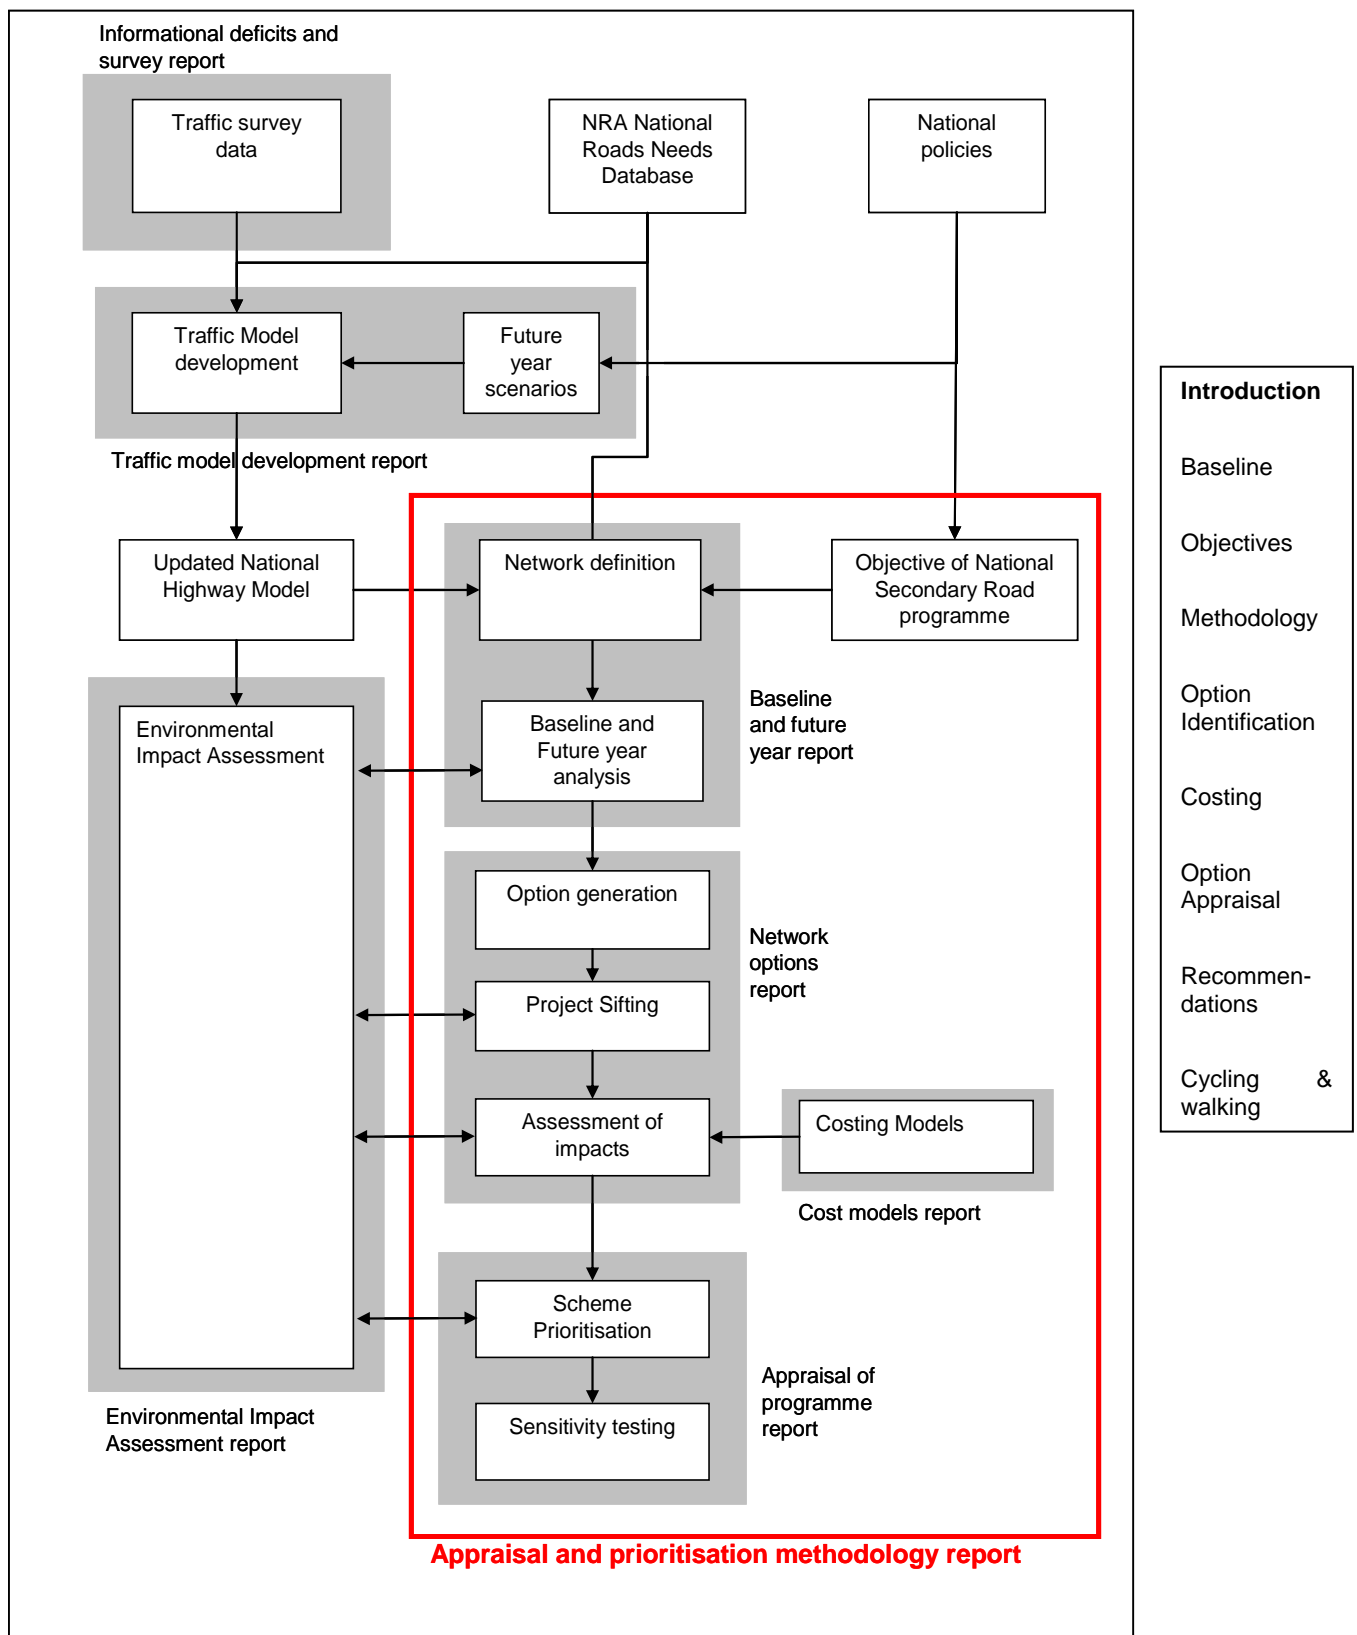 Informational deficits and
survey report
Traffic survey
data
NRA National
Roads Needs
Database
National
policies
Traffic Model
development
Future
year
scenarios
Traffic model development report
Updated National
Highway Model
Network definition
Objective of National
Secondary Road
programme
Environmental
Impact Assessment
Baseline and
Future year
analysis
Baseline
and future
year report
Option generation
Network
options
report
Project Sifting
Assessment of
impacts
Costing Models
Cost models report
Scheme
Prioritisation
Appraisal of
programme
report
Sensitivity testing
Environmental Impact
Assessment report
Appraisal and prioritisation methodology report
Introduction
Baseline
Objectives
Methodology
Option
Identification
Costing
Option
Appraisal
Recommen-
dations
Cycling &
walking